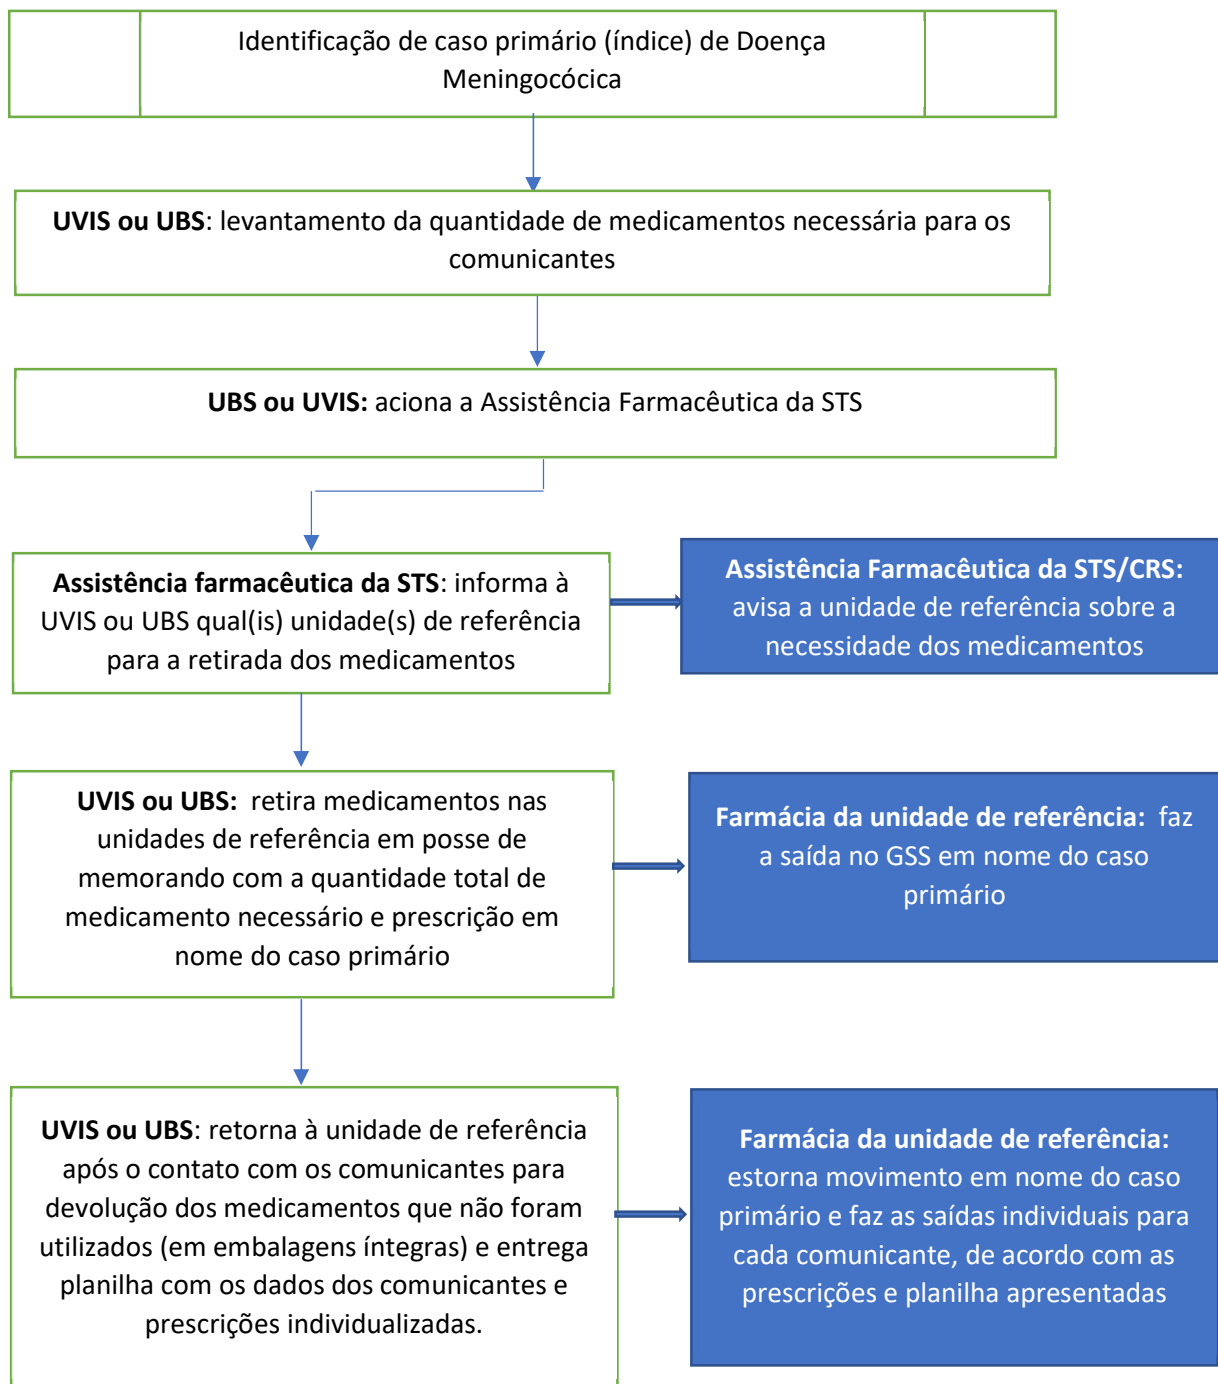 Identificação de caso primário (índice) de Doença
Meningocócica
UVIS ou UBS: levantamento da quantidade de medicamentos necessária para os
comunicantes
UBS ou UVIS: aciona a Assistência Farmacêutica da STS
Assistência farmacêutica da STS: informa à
UVIS ou UBS qual(is) unidade(s) de referência
para a retirada dos medicamentos
Assistência Farmacêutica da STS/CRS:
avisa a unidade de referência sobre a
necessidade dos medicamentos
UVIS ou UBS: retira medicamentos nas
unidades de referência em posse de
memorando com a quantidade total de
medicamento necessário e prescrição em
nome do caso primário
Farmácia da unidade de referência: faz
a saída no GSS em nome do caso
primário
UVIS ou UBS: retorna à unidade de referência
após o contato com os comunicantes para
devolução dos medicamentos que não foram
utilizados (em embalagens íntegras) e entrega
planilha com os dados dos comunicantes e
prescrições individualizadas.
Farmácia da unidade de referência:
estorna movimento em nome do caso
primário e faz as saídas individuais para
cada comunicante, de acordo com as
prescrições e planilha apresentadas